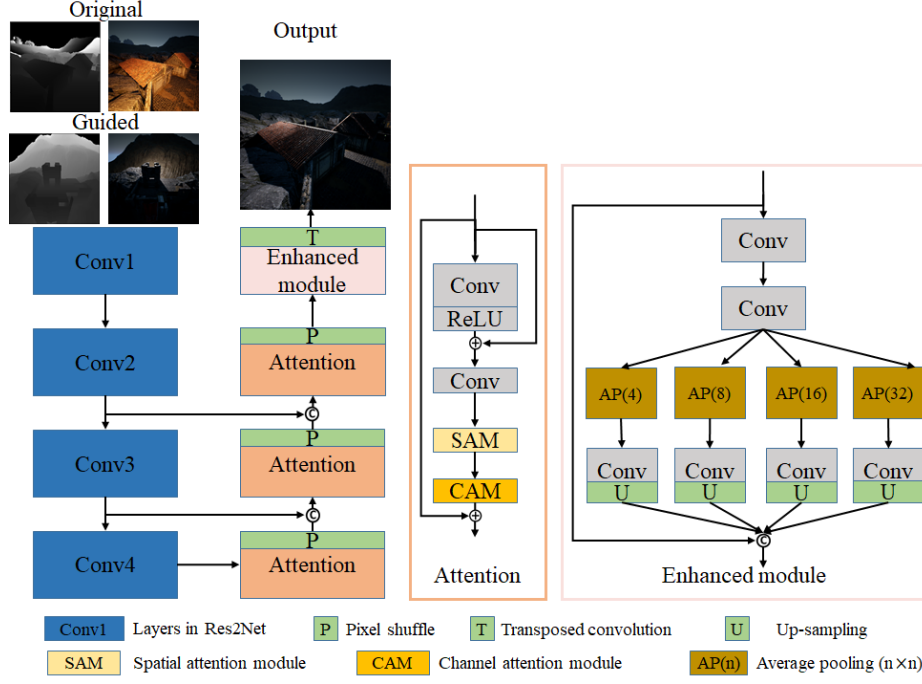 Original
Output
Guided
Conv1
T
Enhanced
module
Conv2
P
Attention
C
Conv3
P
Attention
C
Conv4
P
Attention
Conv
ReLU
Conv
SAM
CAM
Attention
Conv
Conv
AP(4) AP(8) AP(16) AP(32)
Conv Conv Conv Conv
U U U U
C
Enhanced module
Conv1 Layers in Res2Net P Pixel shuffle T Transposed convolution U Up-sampling
SAM Spatial attention module CAM Channel attention module AP(n) Average pooling (n×n)